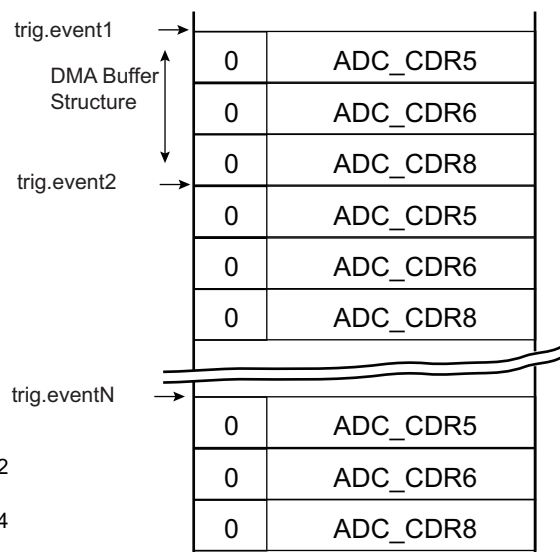 trig.event1
0 ADC_CDR5
DMA Buffer
Structure
0 ADC_CDR6
0 ADC_CDR8
trig.event2
0 ADC_CDR5
0 ADC_CDR6
0 ADC_CDR8
trig.eventN
0 ADC_CDR5
2
0 ADC_CDR6
4
0 ADC_CDR8